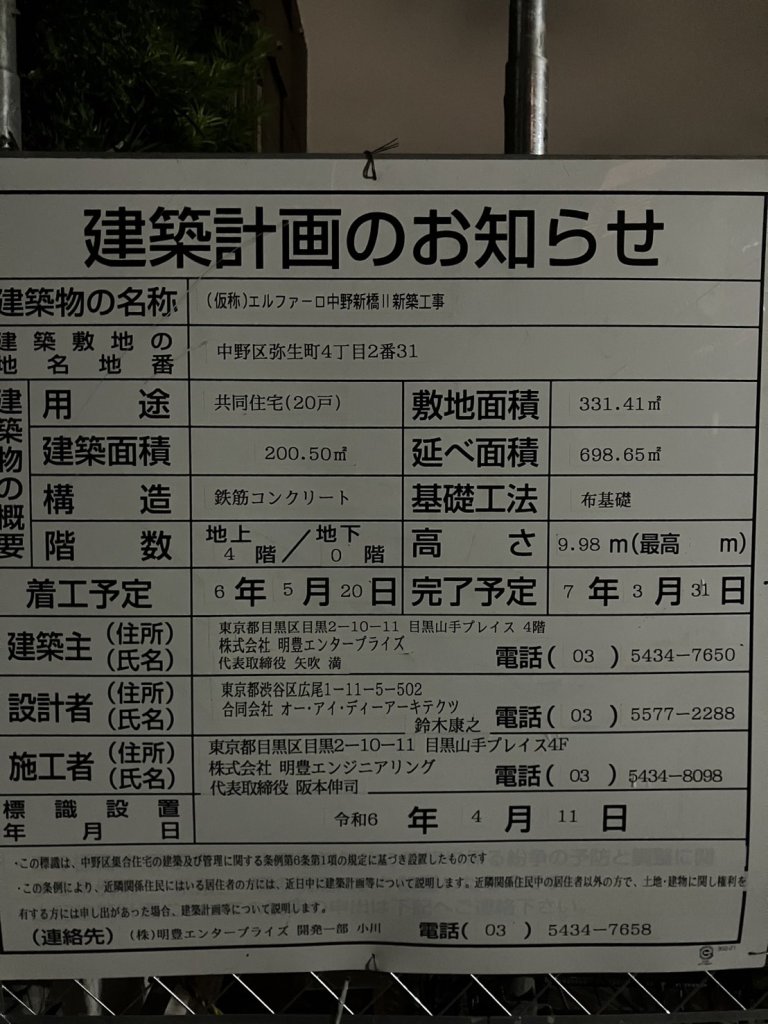 建築計画のお知らせ
建築物の名称 (仮称)エルファーロ中野新橋Ⅱ新築工事
建築敷地の地名地番 中野区弥生町4丁目2番31
建築物の概要
用途 共同住宅(20戸) 敷地面積 331.41㎡
建築面積 200.50㎡ 延べ面積 698.65㎡
構造 鉄筋コンクリート 基礎工法 布基礎
階数 地上4階/地下0階 高さ 9.98m(最高 m)
着工予定 6年5月20日 完了予定 7年3月31日
建築主(住所)(氏名)
東京都目黒区目黒2-10-11 目黒山手プレイス 4階
株式会社 明豊エンタープライズ
代表取締役 矢吹 満 電話(03)5434-7650
設計者(住所)(氏名)
東京都渋谷区広尾1-11-5-502
合同会社 オー・アイ・ディーアーキテクツ
鈴木康之 電話(03)5577-2288
施工者(住所)(氏名)
東京都目黒区目黒2-10-11 目黒山手プレイス4F
株式会社 明豊エンジニアリング
代表取締役 阪本伸司 電話(03)5434-8098
標識設置年月日 令和6年4月11日
・この標識は、中野区集合住宅の建築及び管理に関する条例第6条第1項の規定に基づき設置したものです
・この条例により、近隣関係住民にはいる居住者の方には、近日中に建築計画等について説明します。近隣関係住民中の居住者以外の方で、土地・建物に関し権利を
有する方には申し出があった場合、建築計画等について説明します。
(連絡先) (株)明豊エンタープライズ 開発一部 小川 電話(03)5434-7658